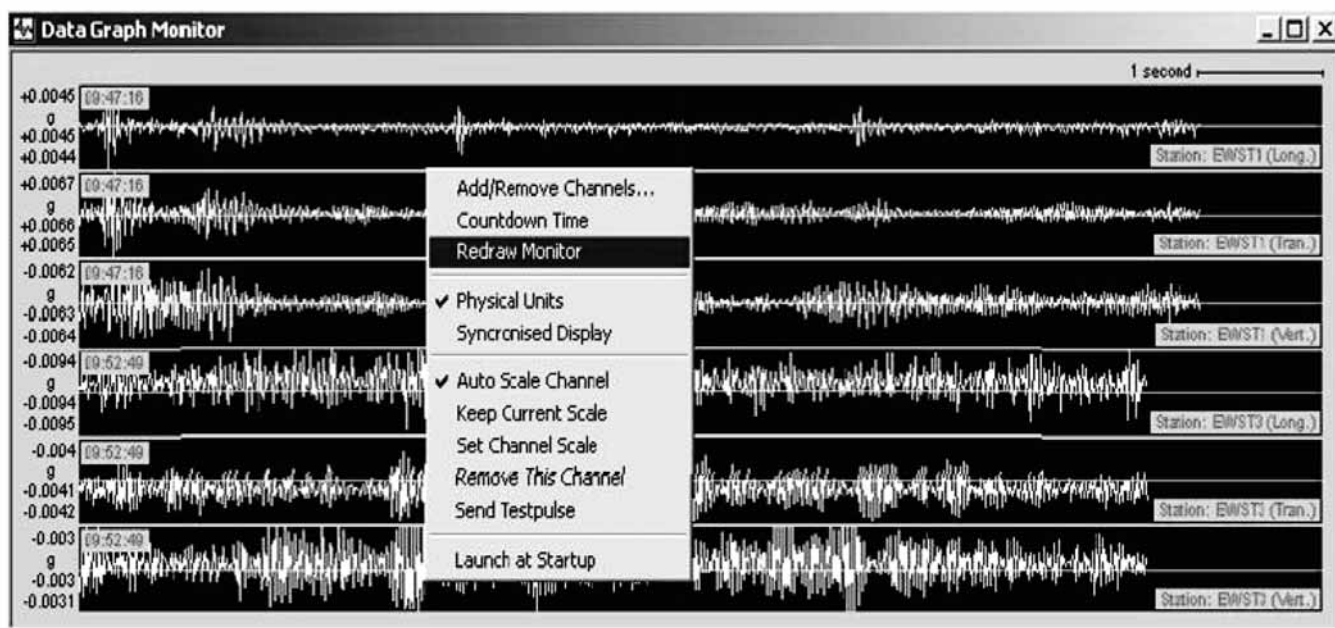 Data Graph Monitor
1 second
+0.0045 09:47:16
g
+0.0045
+0.0044
Station: EWST1 (Long.)
+0.0067 09:47:16
g
+0.0066
+0.0065
Station: EWST1 (Tran.)
-0.0062 09:47:16
g
-0.0063
-0.0064
Station: EWST1 (Vert.)
-0.0094 09:52:49
g
-0.0094
-0.0095
Station: EWST3 (Long.)
-0.004 09:52:49
g
-0.0041
-0.0042
Station: EWST3 (Tran.)
-0.003 09:52:49
g
-0.003
-0.0031
Station: EWST3 (Vert.)
Add/Remove Channels...
Countdown Time
Redraw Monitor
Physical Units
Syncronised Display
Auto Scale Channel
Keep Current Scale
Set Channel Scale
Remove This Channel
Send Testpulse
Launch at Startup